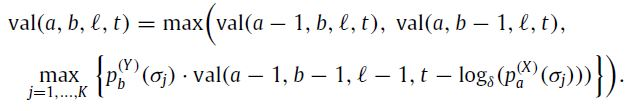 val(a, b, ℓ, t) = max(val(a − 1, b, ℓ, t), val(a, b − 1, ℓ, t),
max_{j=1,...,K} {p_b^{(Y)}(σ_j) · val(a − 1, b − 1, ℓ − 1, t − log_δ(p_a^{(X)}(σ_j)))}).